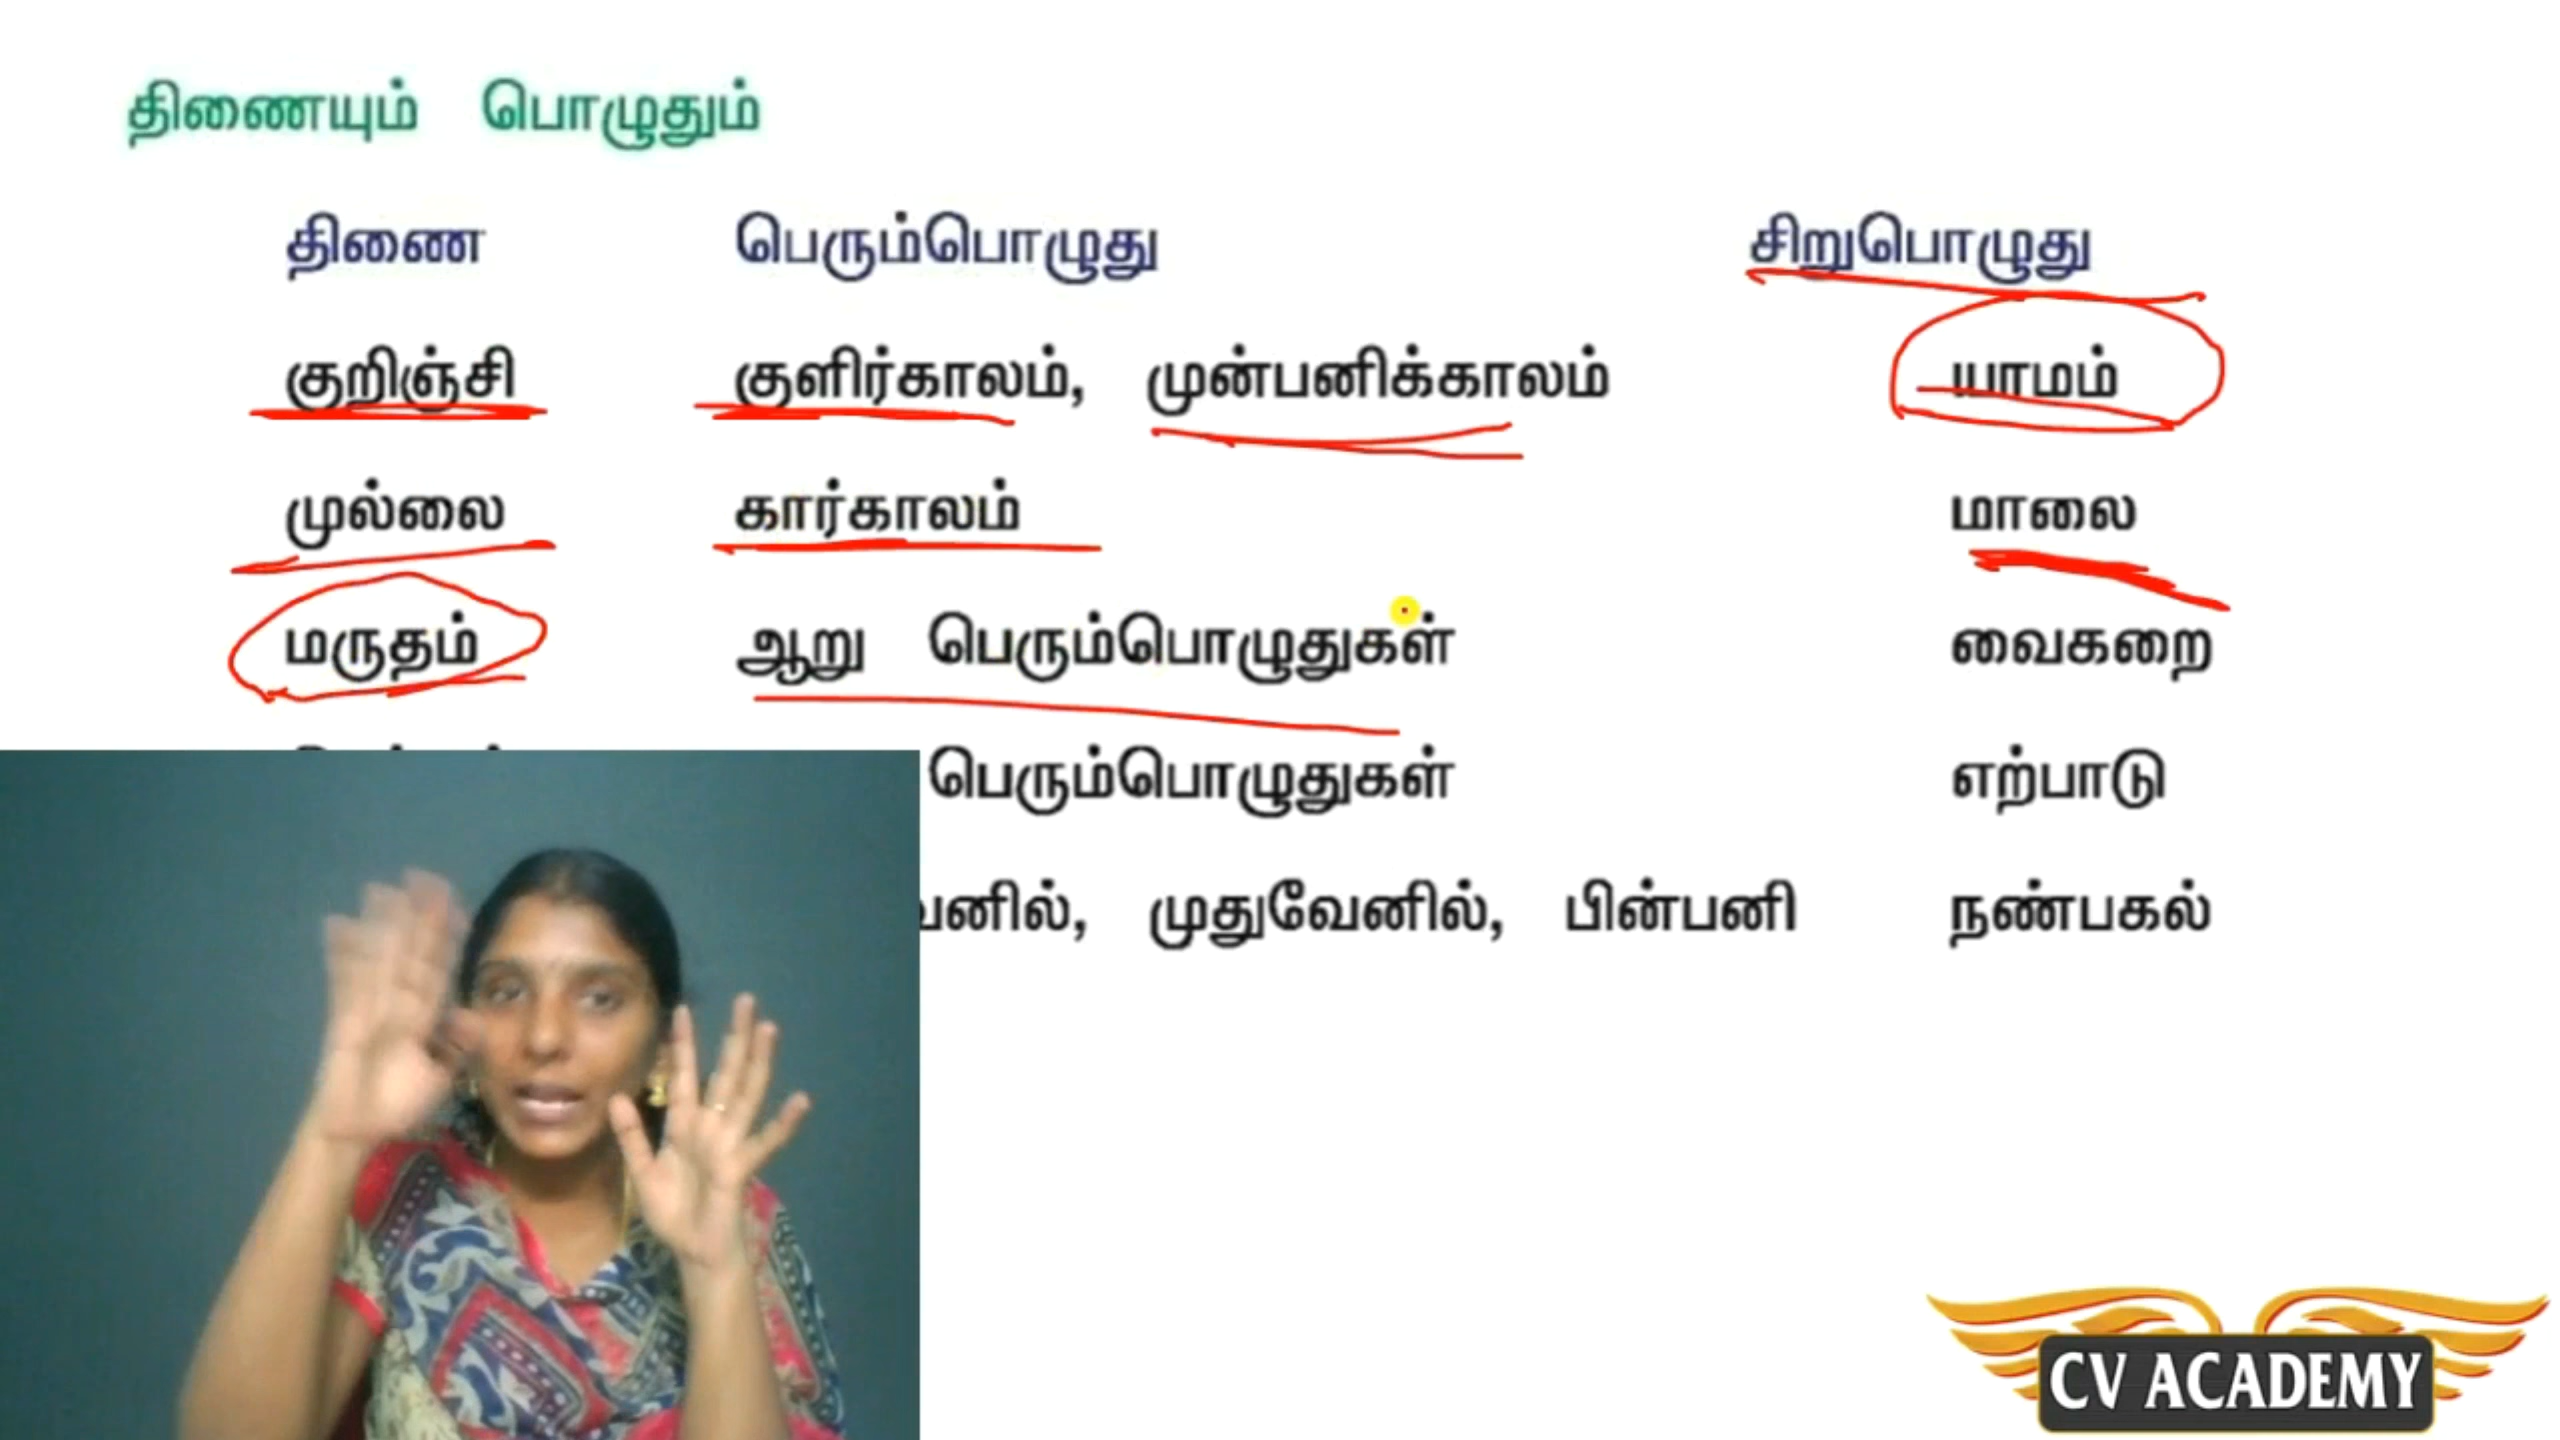 திணையும் பொழுதும்
திணை பெரும்பொழுது சிறுபொழுது
குறிஞ்சி குளிர்காலம், முன்பனிக்காலம் யாமம்
முல்லை கார்காலம் மாலை
மருதம் ஆறு பெரும்பொழுதுகள் வைகறை
பெரும்பொழுதுகள் எற்பாடு
முதுவேனில், பின்பனி நண்பகல்
CV ACADEMY